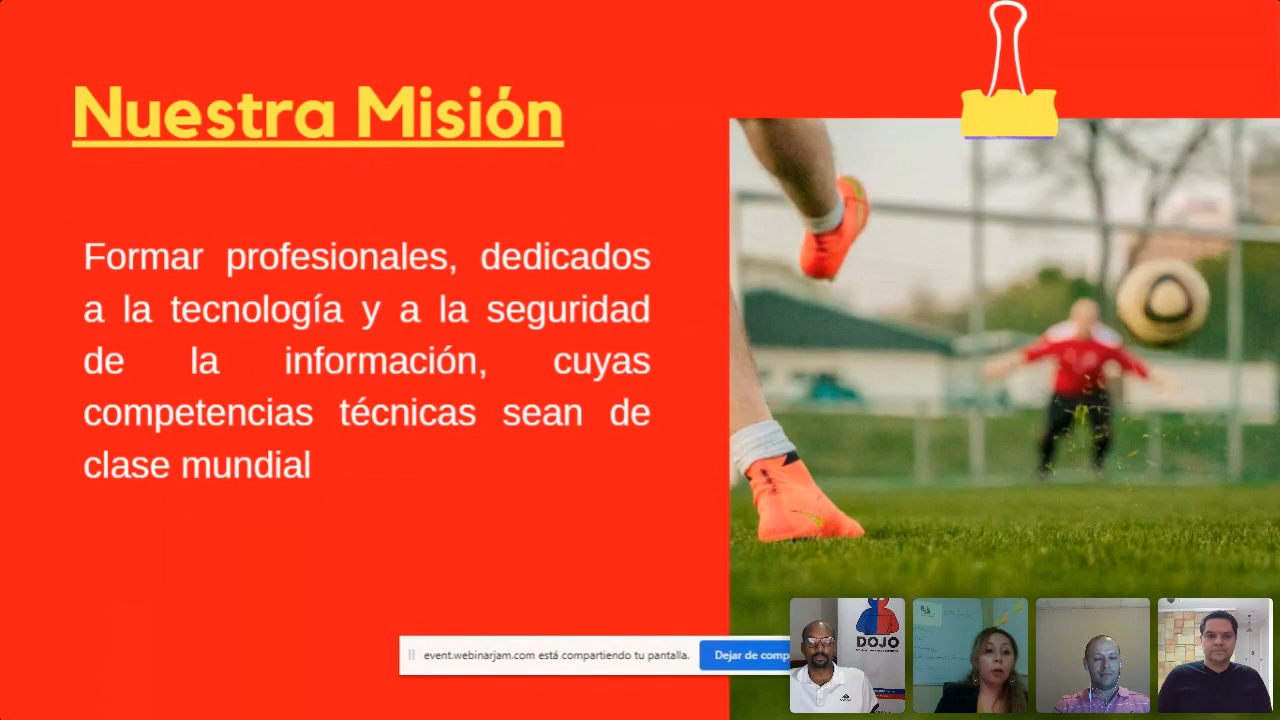 Nuestra Misión
Formar profesionales, dedicados
a la tecnología y a la seguridad
de la información, cuyas
competencias técnicas sean de
clase mundial
event.webinarjam.com está compartiendo tu pantalla.
Dejar de comp
DOJO
adidas